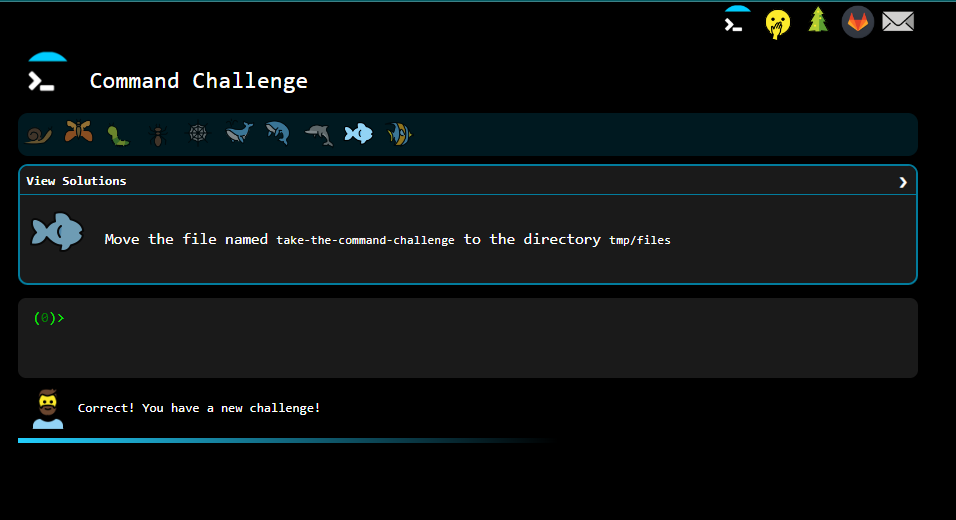 Command Challenge
View Solutions
Move the file named take-the-command-challenge to the directory tmp/files
(0)>
Correct! You have a new challenge!